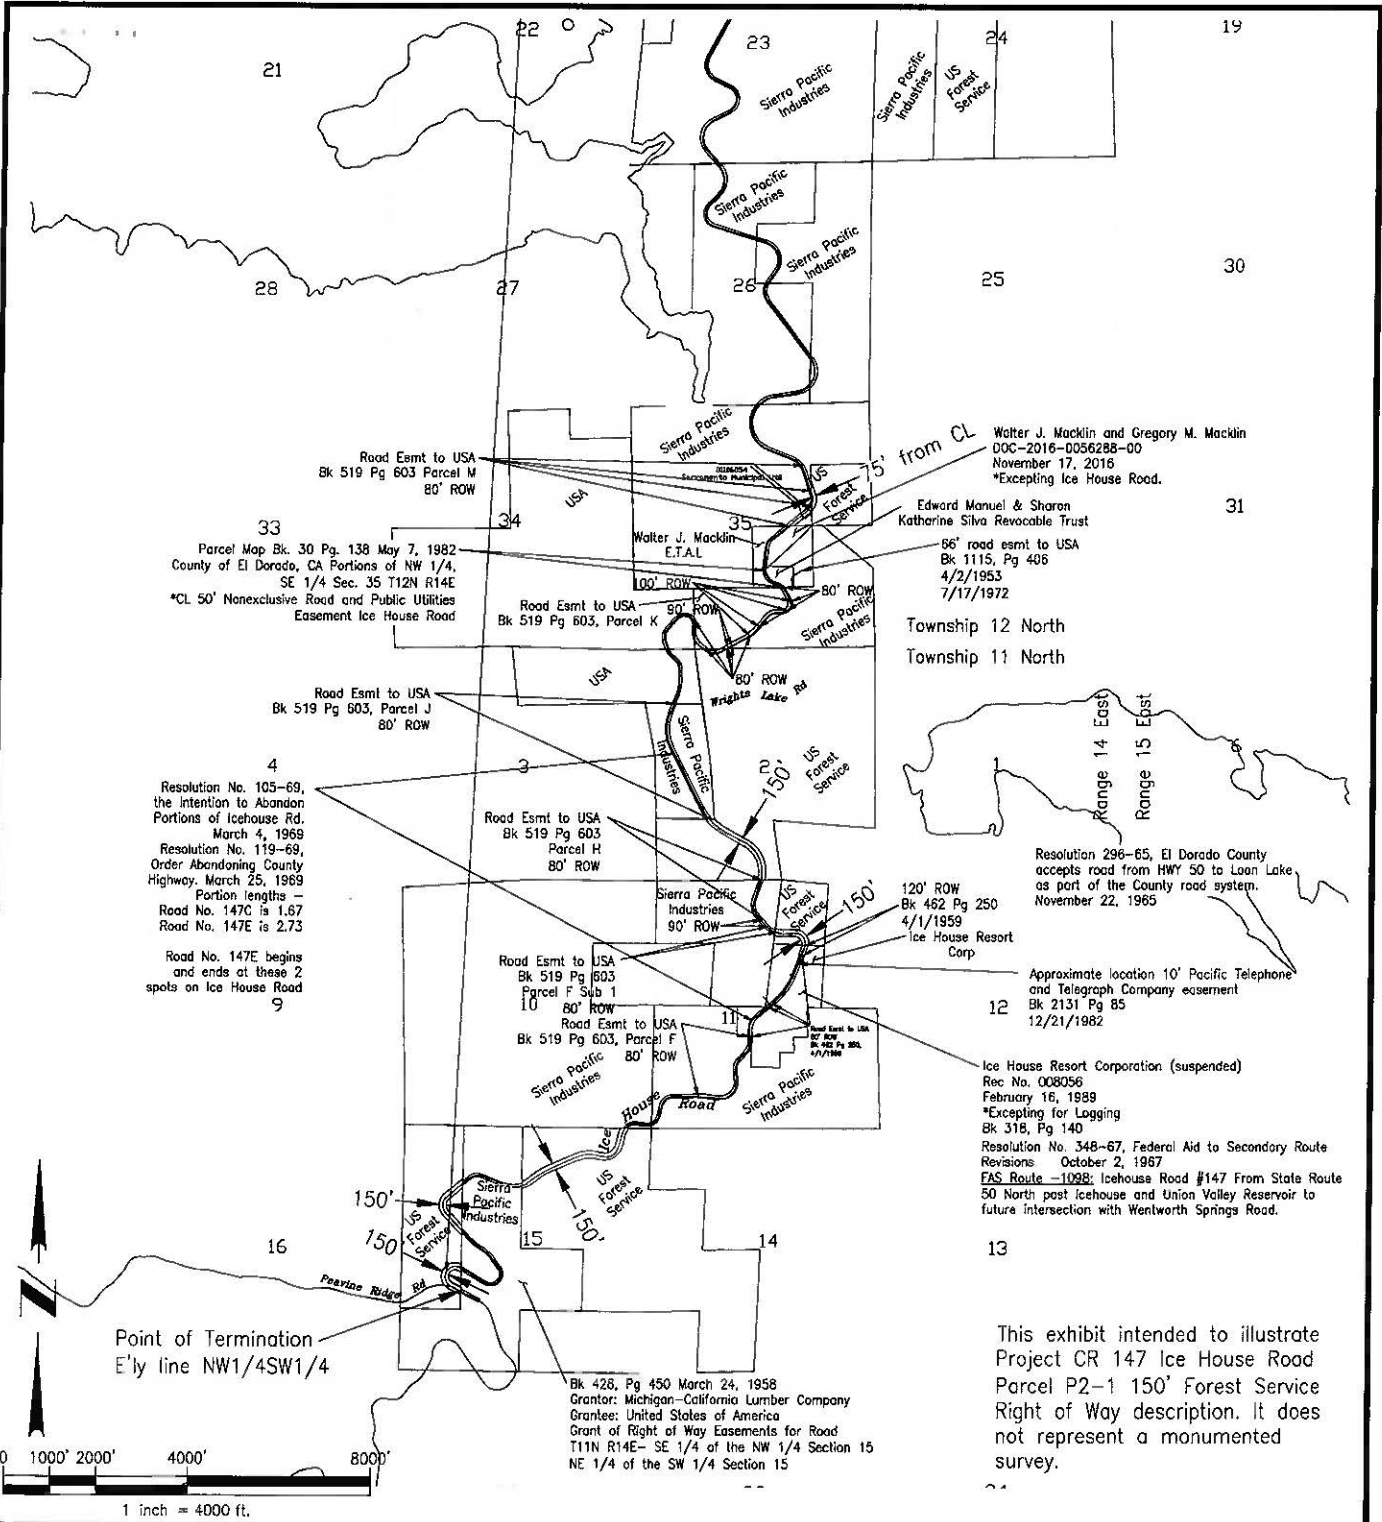 21
22
23
24
19
Sierra Pacific
Industries
Sierra Pacific
Industries
US
Forest
Service
Sierra Pacific
Industries
Sierra Pacific
Industries
28
27
26
25
30
Sierra Pacific
Industries
75' from CL
Walter J. Macklin and Gregory M. Macklin
DOC-2016-0056288-00
November 17, 2016
*Excepting Ice House Road.
Road Esmt to USA
Bk 519 Pg 603 Parcel M
80' ROW
USA
US
Forest
Service
Edward Manuel & Sharon
Katharine Silva Revocable Trust
33
34
35
31
Walter J. Macklin
E.T.A.L
Parcel Map Bk. 30 Pg. 138 May 7, 1982
County of El Dorado, CA Portions of NW 1/4,
SE 1/4 Sec. 35 T12N R14E
*CL 50' Nonexclusive Road and Public Utilities
Easement Ice House Road
66' road esmt to USA
Bk 1115, Pg 406
4/2/1953
7/17/1972
100' ROW
80' ROW
Road Esmt to USA
Bk 519 Pg 603, Parcel K
90' ROW
Sierra Pacific
Industries
Township 12 North
Township 11 North
USA
80' ROW
Wrights Lake Rd
Road Esmt to USA
Bk 519 Pg 603, Parcel J
80' ROW
Sierra Pacific
Industries
Range 14 East
Range 15 East
4
3
2
1
6
150'
US
Forest
Service
Resolution No. 105-69,
the Intention to Abandon
Portions of Icehouse Rd.
March 4, 1969
Resolution No. 119-69,
Order Abandoning County
Highway. March 25, 1969
Portion lengths -
Road No. 147C is 1.67
Road No. 147E is 2.73
Road No. 147E begins
and ends at these 2
spots on Ice House Road
Road Esmt to USA
Bk 519 Pg 603
Parcel H
80' ROW
Resolution 296-65, El Dorado County
accepts road from HWY 50 to Loon Lake
as part of the County road system.
November 22, 1965
Sierra Pacific
Industries
90' ROW
US
Forest
Service
150'
120' ROW
Bk 462 Pg 250
4/1/1959
Ice House Resort
Corp
Road Esmt to USA
Bk 519 Pg 603
Parcel F Sub 1
80' ROW
Approximate location 10' Pacific Telephone
and Telegraph Company easement
Bk 2131 Pg 85
12/21/1982
9
10
11
12
Road Esmt to USA
Bk 519 Pg 603, Parcel F
80' ROW
Road Esmt to USA
Sierra Pacific
Industries
Sierra Pacific
Industries
Ice House Road
Ice House Resort Corporation (suspended)
Rec No. 008056
February 16, 1989
*Excepting for Logging
Bk 318, Pg 140
Resolution No. 348-67, Federal Aid to Secondary Route
Revisions October 2, 1967
FAS Route -1098: Icehouse Road #147 From State Route
50 North past Icehouse and Union Valley Reservoir to
future intersection with Wentworth Springs Road.
150'
Sierra
Pacific
Industries
US
Forest
Service
150'
US
Forest
Service
150'
16
15
14
13
Peavine Ridge Rd
Point of Termination
E'ly line NW1/4SW1/4
Bk 428, Pg 450 March 24, 1958
Grantor: Michigan-California Lumber Company
Grantee: United States of America
Grant of Right of Way Easements for Road
T11N R14E- SE 1/4 of the NW 1/4 Section 15
NE 1/4 of the SW 1/4 Section 15
This exhibit intended to illustrate
Project CR 147 Ice House Road
Parcel P2-1 150' Forest Service
Right of Way description. It does
not represent a monumented
survey.
0 1000' 2000' 4000' 8000'
1 inch = 4000 ft.